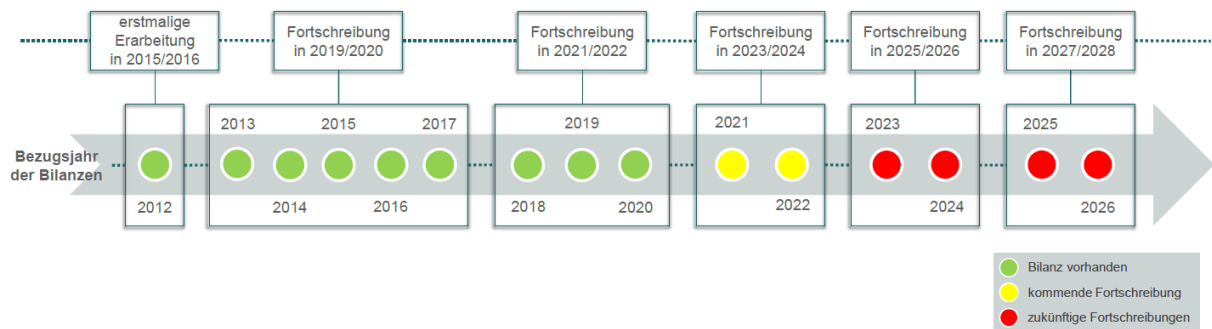 erstmalige
Erarbeitung
in 2015/2016
Fortschreibung
in 2019/2020
Fortschreibung
in 2021/2022
Fortschreibung
in 2023/2024
Fortschreibung
in 2025/2026
Fortschreibung
in 2027/2028
Bezugsjahr
der Bilanzen
2012
2013
2014
2015
2016
2017
2018
2019
2020
2021
2022
2023
2024
2025
2026
Bilanz vorhanden
kommende Fortschreibung
zukünftige Fortschreibungen